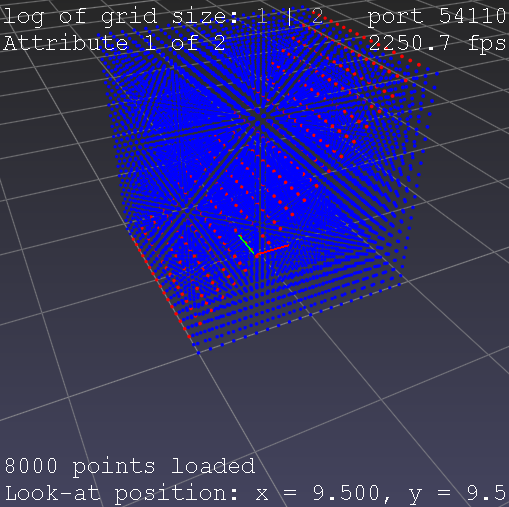 log of grid size: 1 | 2 port 54110
Attribute 1 of 2 2250.7 fps
8000 points loaded
Look-at position: x = 9.500, y = 9.5